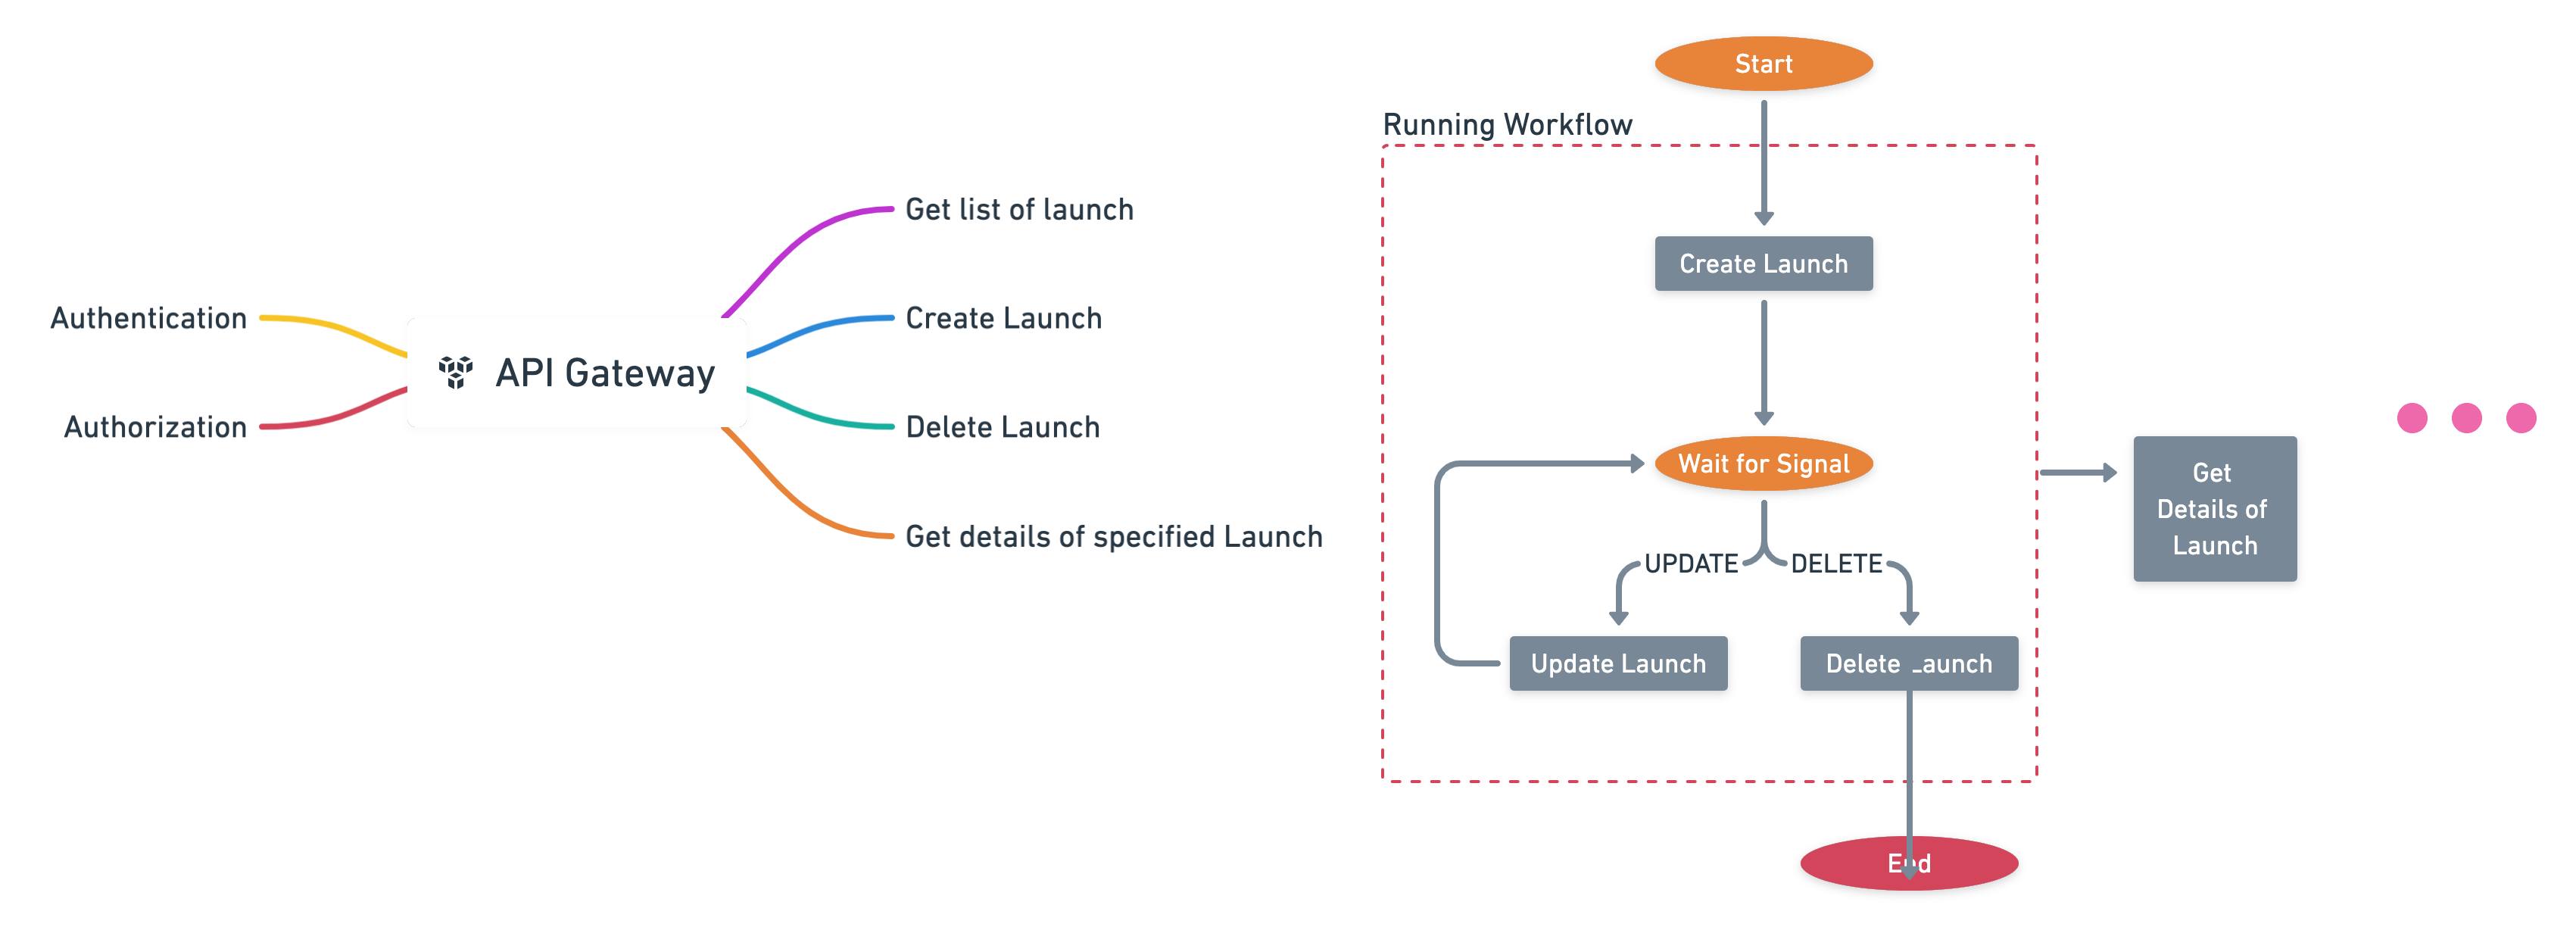 Authentication
Authorization
API Gateway
Get list of launch
Create Launch
Delete Launch
Get details of specified Launch
Start
Running Workflow
Create Launch
Wait for Signal
UPDATE
DELETE
Update Launch
Delete Launch
End
Get
Details of
Launch